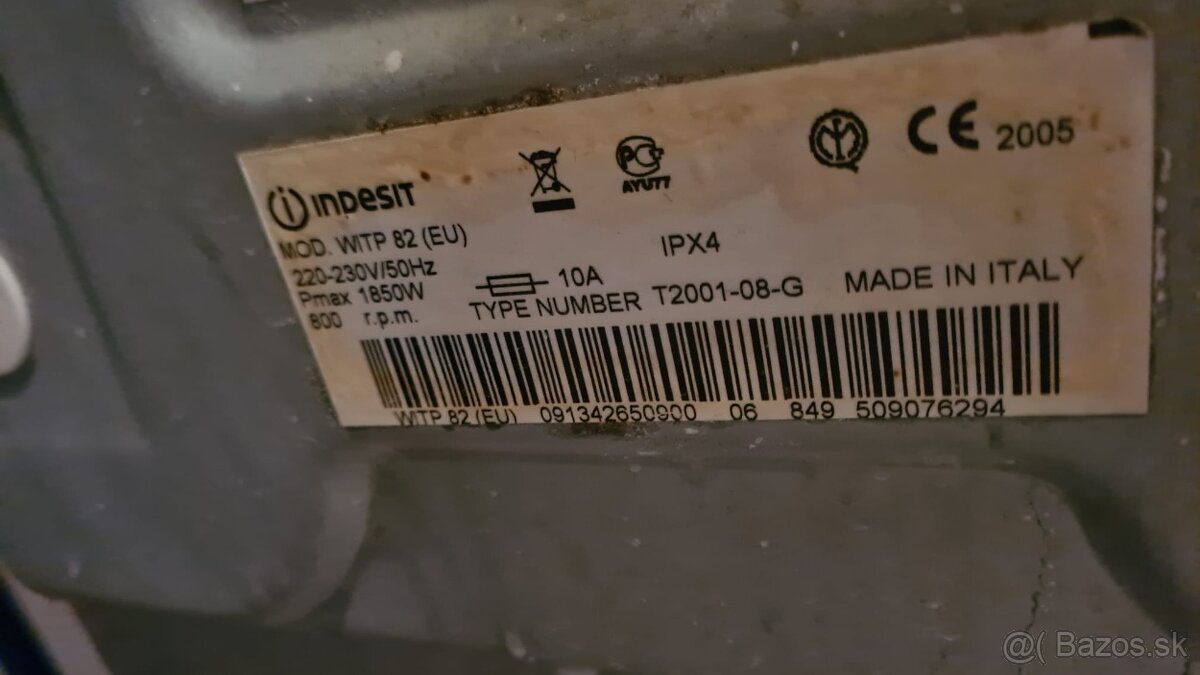 INDESIT
MOD. WITP 82 (EU)
220-230V/50Hz
Pmax 1850W
800 r.p.m.
10A
TYPE NUMBER T2001-08-G
AYUT7
IPX4
CE 2005
MADE IN ITALY
WITP 82 (EU) 091342650900 06 849 509076294
@( Bazos.sk